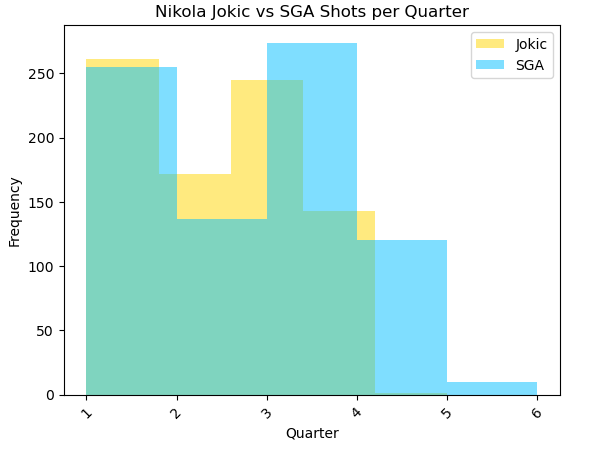 Nikola Jokic vs SGA Shots per Quarter
Jokic
SGA
Frequency
250
200
150
100
50
0
1 2 3 4 5 6
Quarter